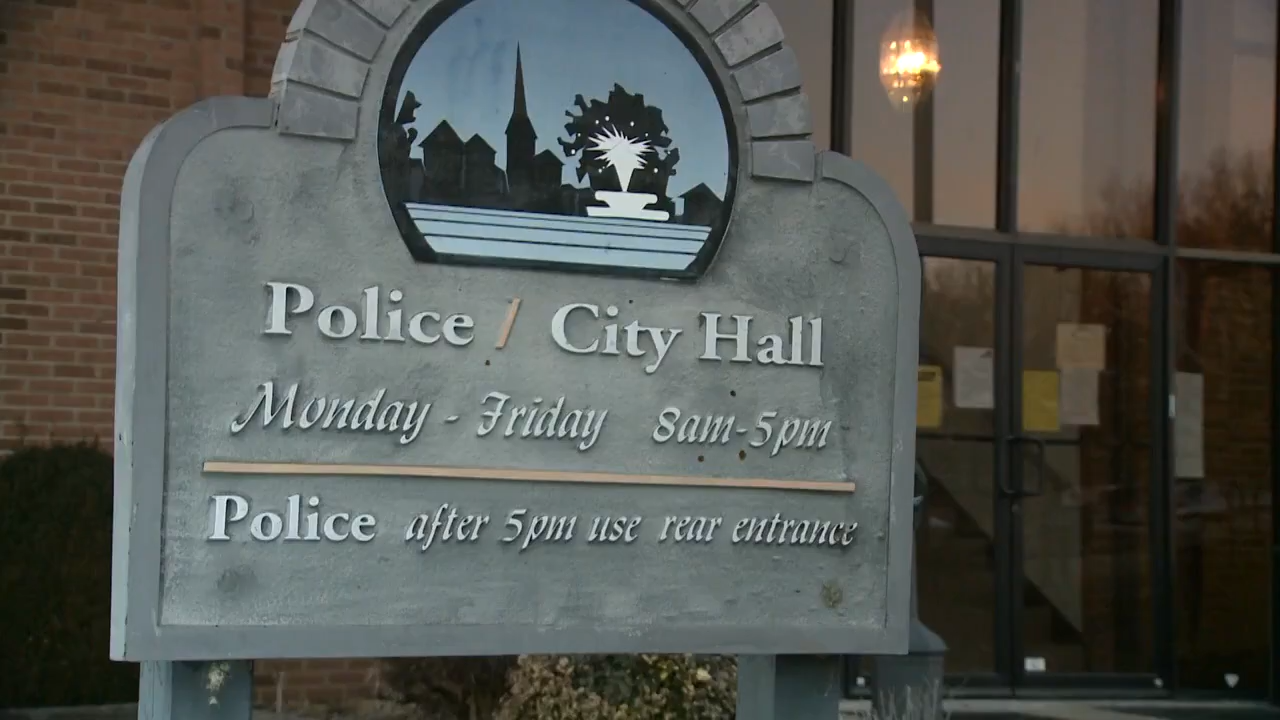 Police / City Hall
Monday - Friday 8am-5pm
Police after 5pm use rear entrance